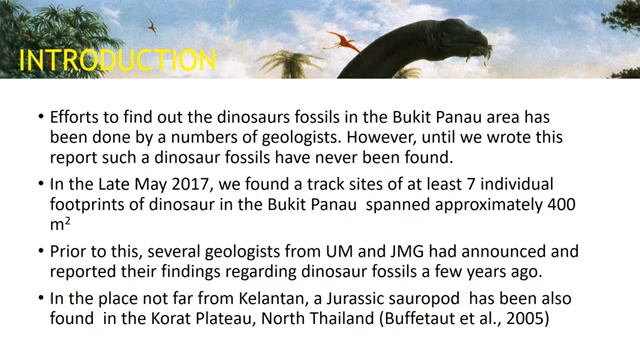 INTRODUCTION
• Efforts to find out the dinosaurs fossils in the Bukit Panau area has
been done by a numbers of geologists. However, until we wrote this
report such a dinosaur fossils have never been found.
• In the Late May 2017, we found a track sites of at least 7 individual
footprints of dinosaur in the Bukit Panau spanned approximately 400
m²
• Prior to this, several geologists from UM and JMG had announced and
reported their findings regarding dinosaur fossils a few years ago.
• In the place not far from Kelantan, a Jurassic sauropod has been also
found in the Korat Plateau, North Thailand (Buffetaut et al., 2005)